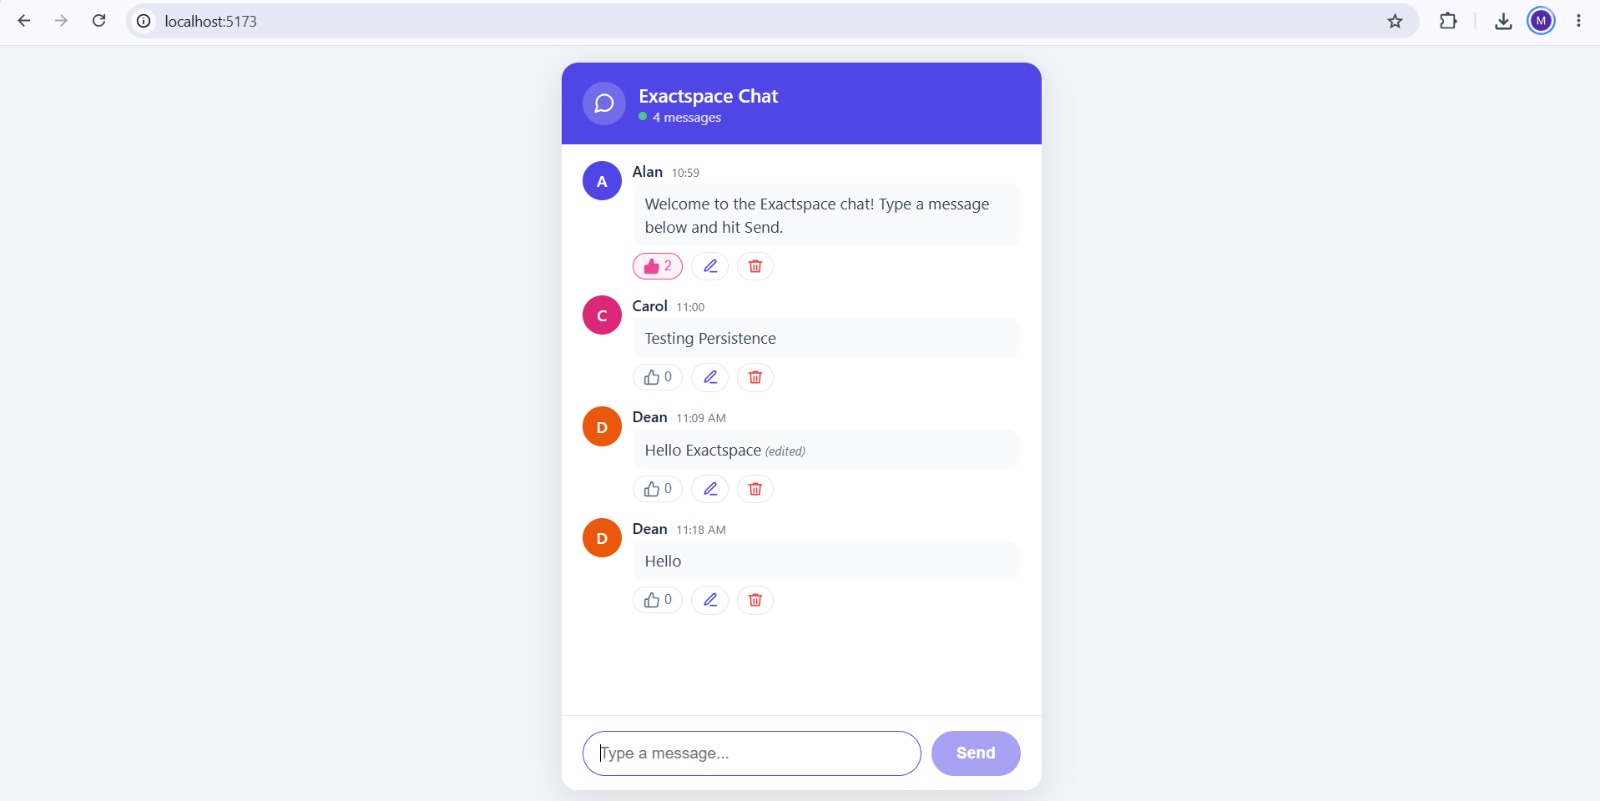 localhost:5173
M
Exactspace Chat
4 messages
A
Alan 10:59
Welcome to the Exactspace chat! Type a message
below and hit Send.
2
C
Carol 11:00
Testing Persistence
0
D
Dean 11:09 AM
Hello Exactspace (edited)
0
D
Dean 11:18 AM
Hello
0
Type a message...
Send